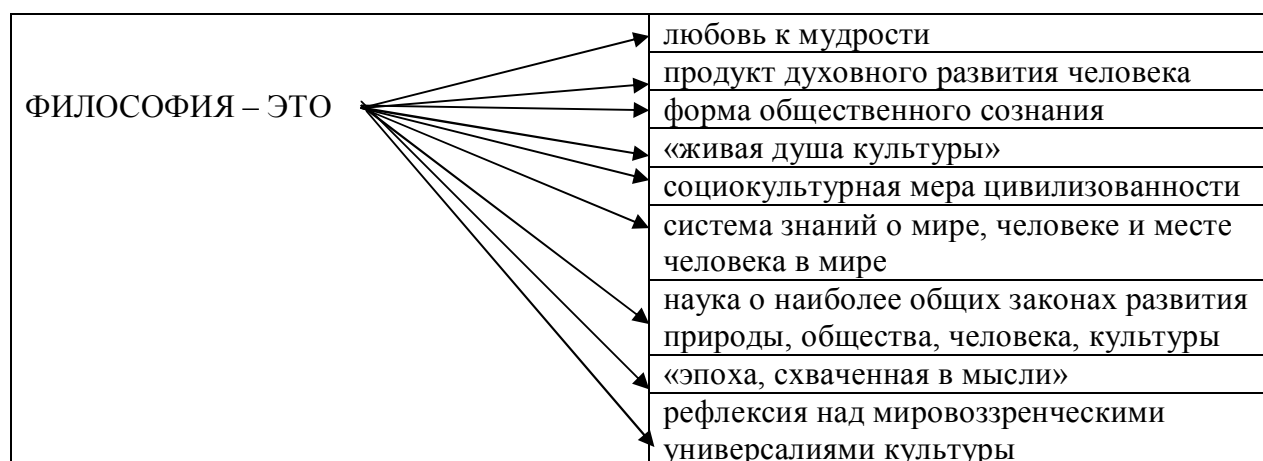 ФИЛОСОФИЯ – ЭТО
любовь к мудрости
продукт духовного развития человека
форма общественного сознания
«живая душа культуры»
социокультурная мера цивилизованности
система знаний о мире, человеке и месте
человека в мире
наука о наиболее общих законах развития
природы, общества, человека, культуры
«эпоха, схваченная в мысли»
рефлексия над мировоззренческими
универсалиями культуры